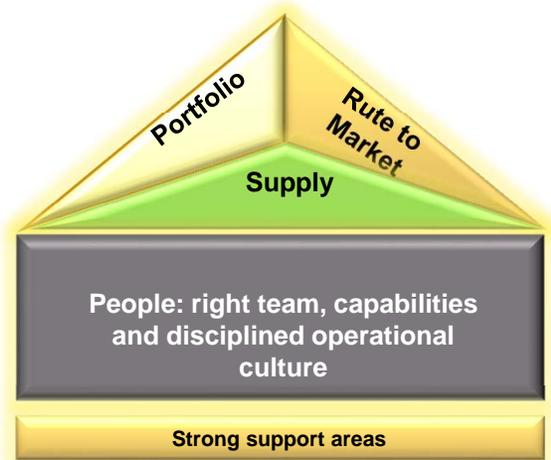 Portfolio
Rute to
Market
Supply
People: right team, capabilities
and disciplined operational
culture
Strong support areas